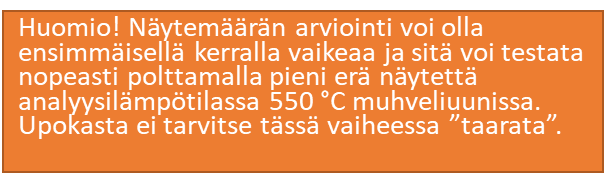 Huomio! Näytemäärän arviointi voi olla
ensimmäisellä kerralla vaikeaa ja sitä voi testata
nopeasti polttamalla pieni erä näytettä
analyysilämpötilassa 550 °C muhveliuunissa.
Upokasta ei tarvitse tässä vaiheessa ”taarata”.